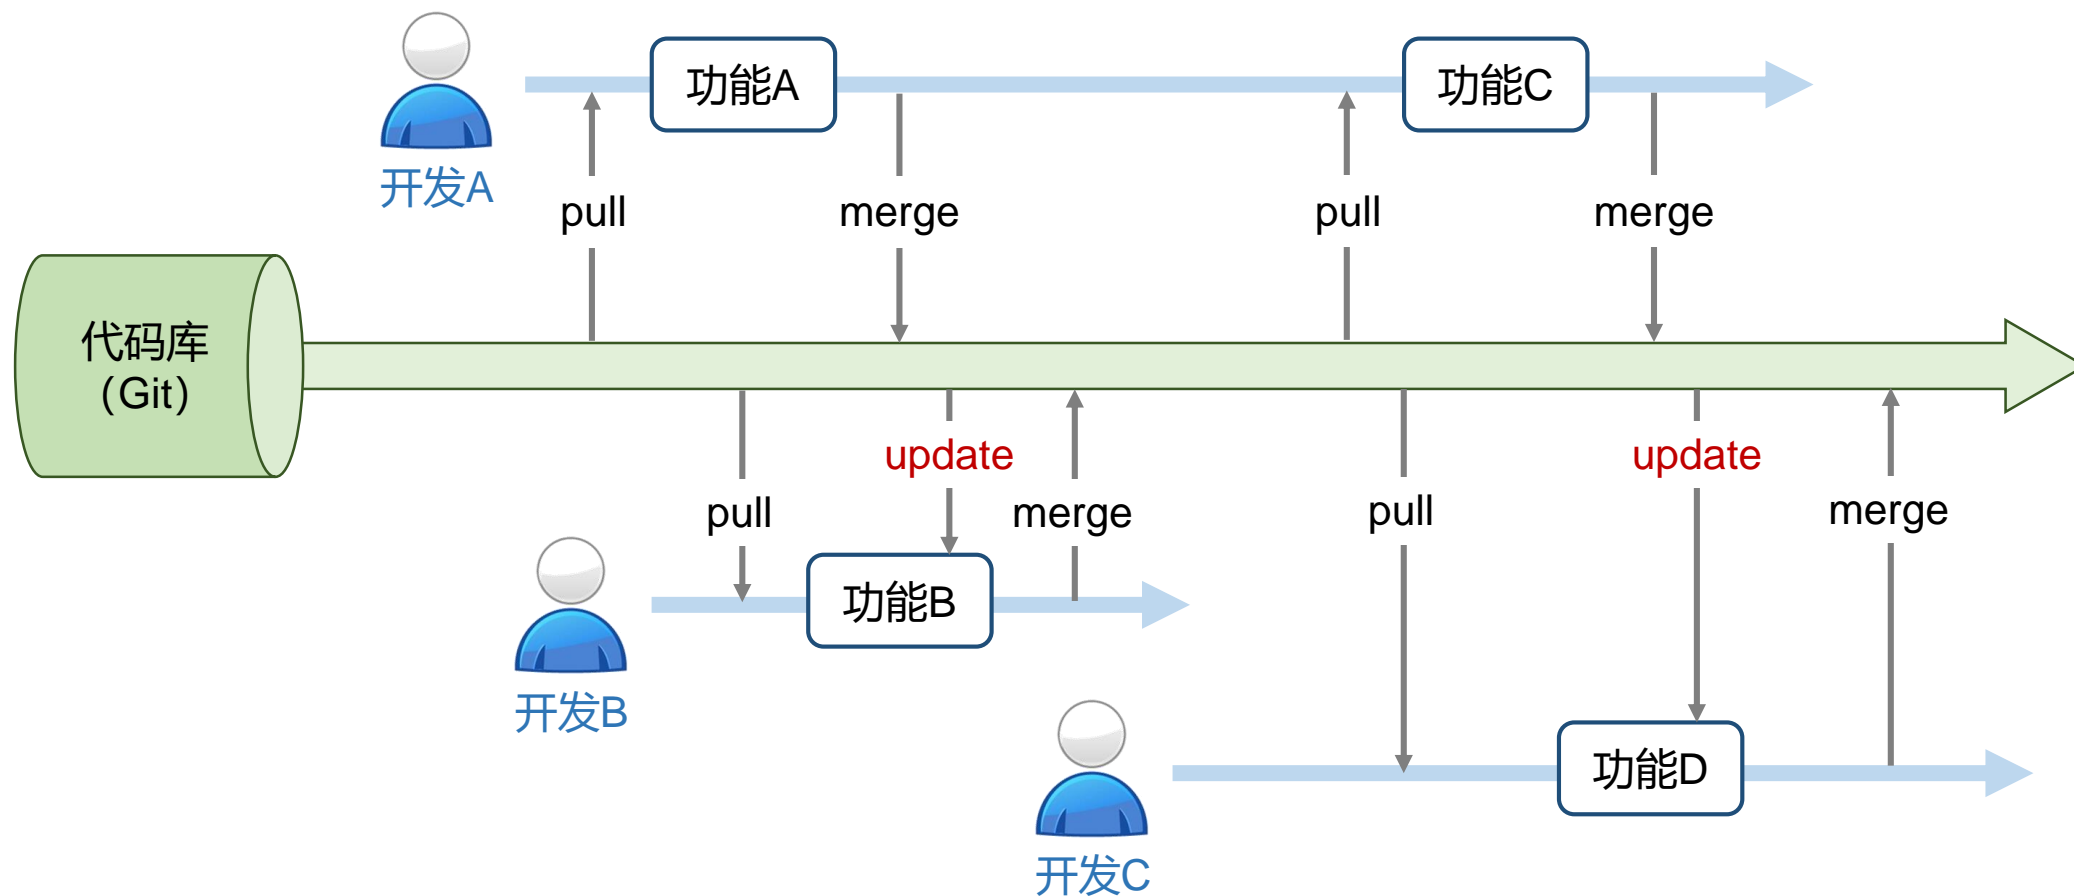 功能A
功能C
开发A
pull
merge
pull
merge
代码库
（Git）
update
update
pull
merge
pull
merge
功能B
开发B
功能D
开发C